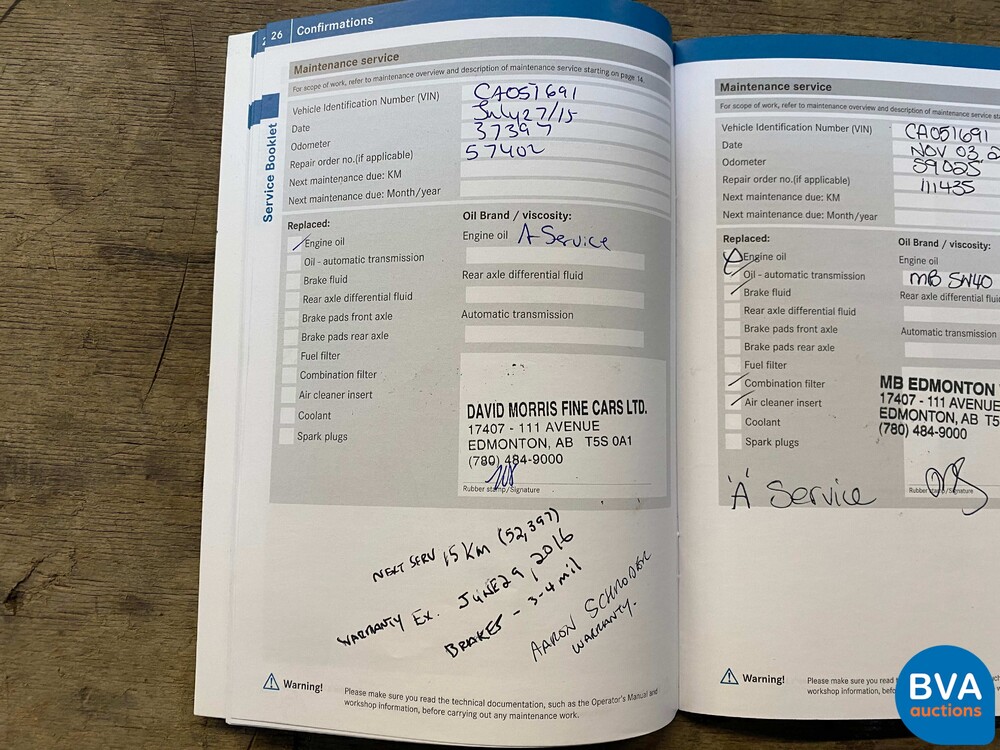 26 Confirmations
Service Booklet
Maintenance service
For scope of work, refer to maintenance overview and description of maintenance service starting on page 14.
Vehicle Identification Number (VIN) CA051691
Date July 27/15
Odometer 37397
Repair order no.(if applicable) 57402
Next maintenance due: KM
Next maintenance due: Month/year
Replaced:
Engine oil
Oil - automatic transmission
Brake fluid
Rear axle differential fluid
Brake pads front axle
Brake pads rear axle
Fuel filter
Combination filter
Air cleaner insert
Coolant
Spark plugs
Oil Brand / viscosity:
Engine oil A Service
Rear axle differential fluid
Automatic transmission
DAVID MORRIS FINE CARS LTD.
17407 - 111 AVENUE
EDMONTON, AB T5S 0A1
(780) 484-9000
Rubber stamp/Signature
NEXT SERV 15 Km (52,397)
WARRANTY Ex. JUNE 29, 2016
BRAKES - 3-4 mil
AARON SCHRODER
WARRANTY.
Warning!
Please make sure you read the technical documentation, such as the Operator's Manual and
workshop information, before carrying out any maintenance work.
Maintenance service
For scope of work, refer to maintenance overview and description of maintenance service
Vehicle Identification Number (VIN) CA051691
Date NOV 03
Odometer 59025
Repair order no.(if applicable) 111435
Next maintenance due: KM
Next maintenance due: Month/year
Replaced:
Engine oil
Oil - automatic transmission
Brake fluid
Rear axle differential fluid
Brake pads front axle
Brake pads rear axle
Fuel filter
Combination filter
Air cleaner insert
Coolant
Spark plugs
Oil Brand / viscosity:
Engine oil
MB 5W40
Rear axle differential
Automatic transmission
MB EDMONTON
17407 - 111 AVENUE
EDMONTON, AB T5
(780) 484-9000
Rubber stamp/Signature
'A' Service
Warning!
Please make sure you read
workshop information, before
BVA
auctions